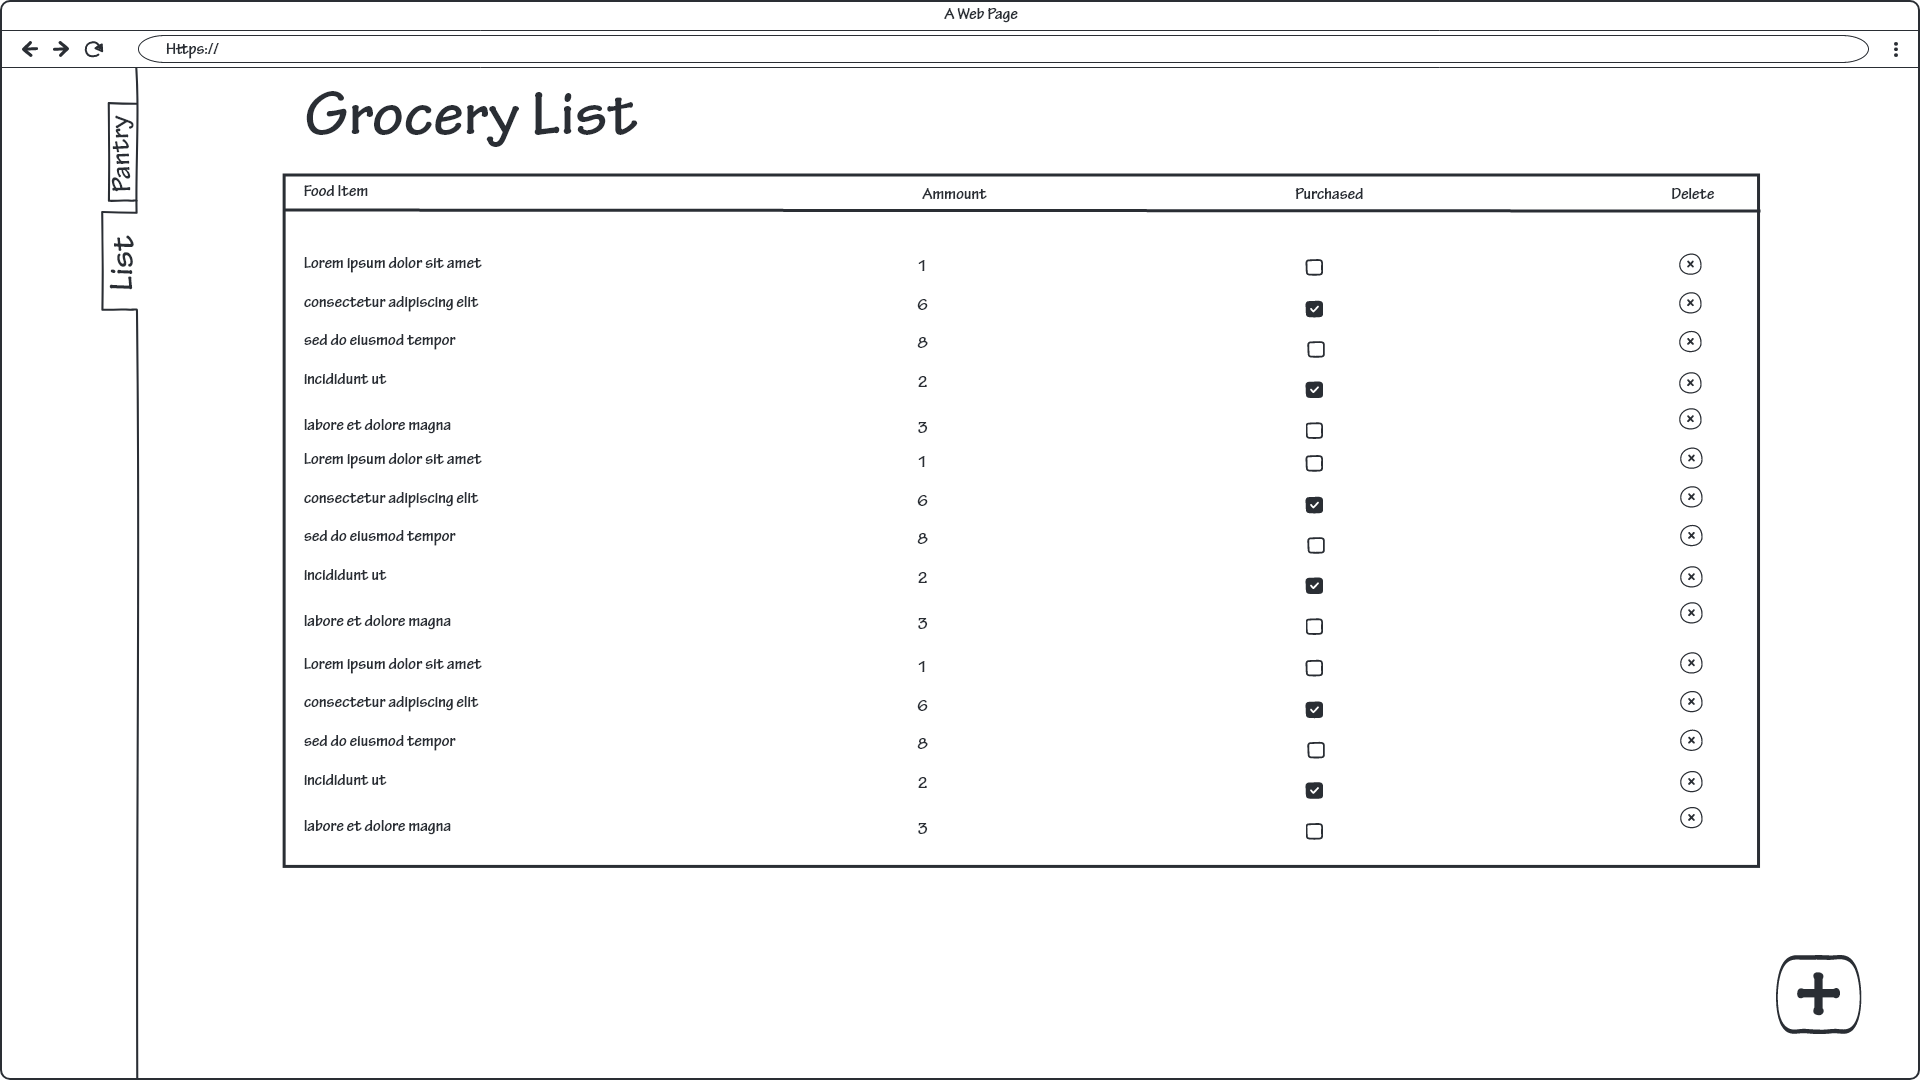 A Web Page
Https://
Pantry
List
Grocery List
Food Item Ammount Purchased Delete
Lorem ipsum dolor sit amet 1
consectetur adipiscing elit 6
sed do eiusmod tempor 8
incididunt ut 2
labore et dolore magna 3
Lorem ipsum dolor sit amet 1
consectetur adipiscing elit 6
sed do eiusmod tempor 8
incididunt ut 2
labore et dolore magna 3
Lorem ipsum dolor sit amet 1
consectetur adipiscing elit 6
sed do eiusmod tempor 8
incididunt ut 2
labore et dolore magna 3